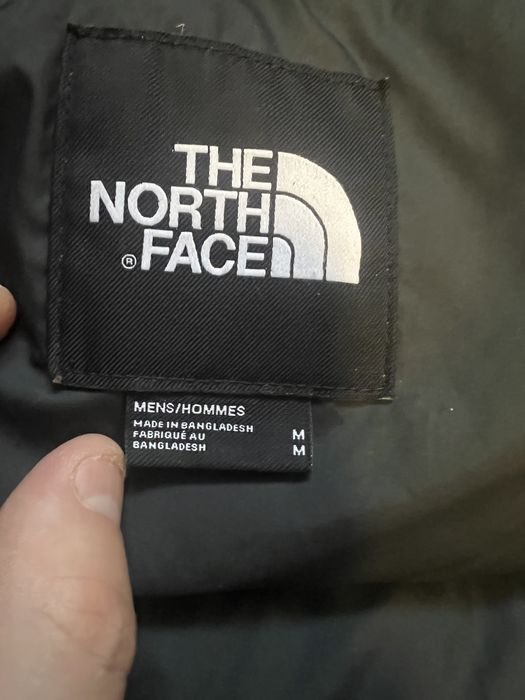 THE
NORTH
® FACE
MENS/HOMMES
MADE IN BANGLADESH M
FABRIQUÉ AU
BANGLADESH M